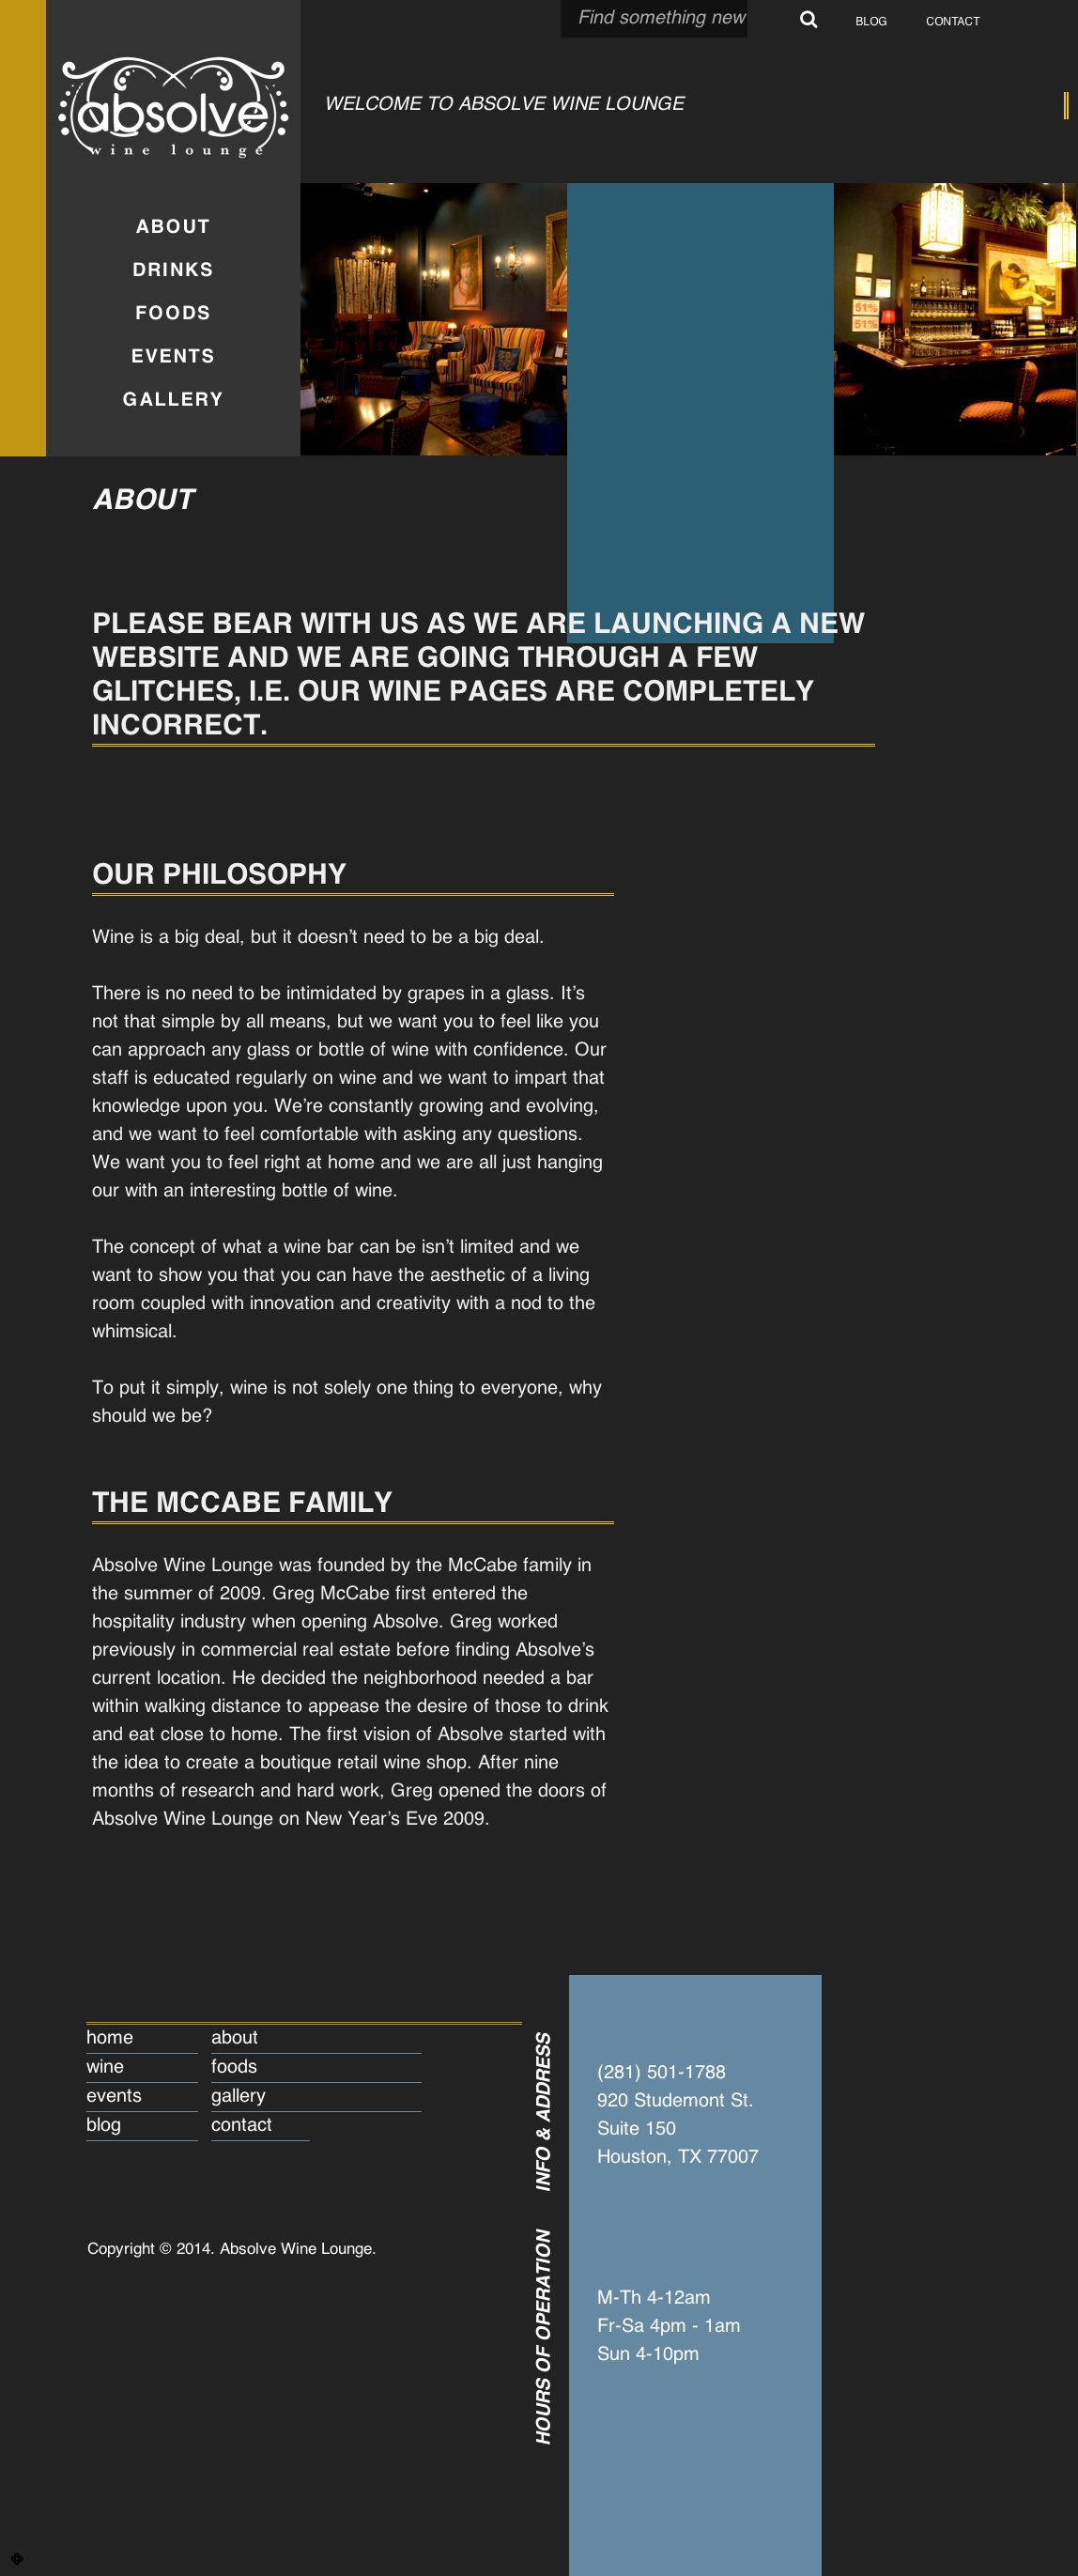 Find something new
BLOG
CONTACT
absolve
wine lounge
WELCOME TO ABSOLVE WINE LOUNGE
ABOUT
DRINKS
FOODS
EVENTS
GALLERY
51%
51%
ABOUT
PLEASE BEAR WITH US AS WE ARE LAUNCHING A NEW
WEBSITE AND WE ARE GOING THROUGH A FEW
GLITCHES, I.E. OUR WINE PAGES ARE COMPLETELY
INCORRECT.
OUR PHILOSOPHY
Wine is a big deal, but it doesn’t need to be a big deal.
There is no need to be intimidated by grapes in a glass. It’s
not that simple by all means, but we want you to feel like you
can approach any glass or bottle of wine with confidence. Our
staff is educated regularly on wine and we want to impart that
knowledge upon you. We’re constantly growing and evolving,
and we want to feel comfortable with asking any questions.
We want you to feel right at home and we are all just hanging
our with an interesting bottle of wine.
The concept of what a wine bar can be isn’t limited and we
want to show you that you can have the aesthetic of a living
room coupled with innovation and creativity with a nod to the
whimsical.
To put it simply, wine is not solely one thing to everyone, why
should we be?
THE MCCABE FAMILY
Absolve Wine Lounge was founded by the McCabe family in
the summer of 2009. Greg McCabe first entered the
hospitality industry when opening Absolve. Greg worked
previously in commercial real estate before finding Absolve’s
current location. He decided the neighborhood needed a bar
within walking distance to appease the desire of those to drink
and eat close to home. The first vision of Absolve started with
the idea to create a boutique retail wine shop. After nine
months of research and hard work, Greg opened the doors of
Absolve Wine Lounge on New Year’s Eve 2009.
home
about
wine
foods
events
gallery
blog
contact
Copyright © 2014. Absolve Wine Lounge.
INFO & ADDRESS
(281) 501-1788
920 Studemont St.
Suite 150
Houston, TX 77007
HOURS OF OPERATION
M-Th 4-12am
Fr-Sa 4pm - 1am
Sun 4-10pm